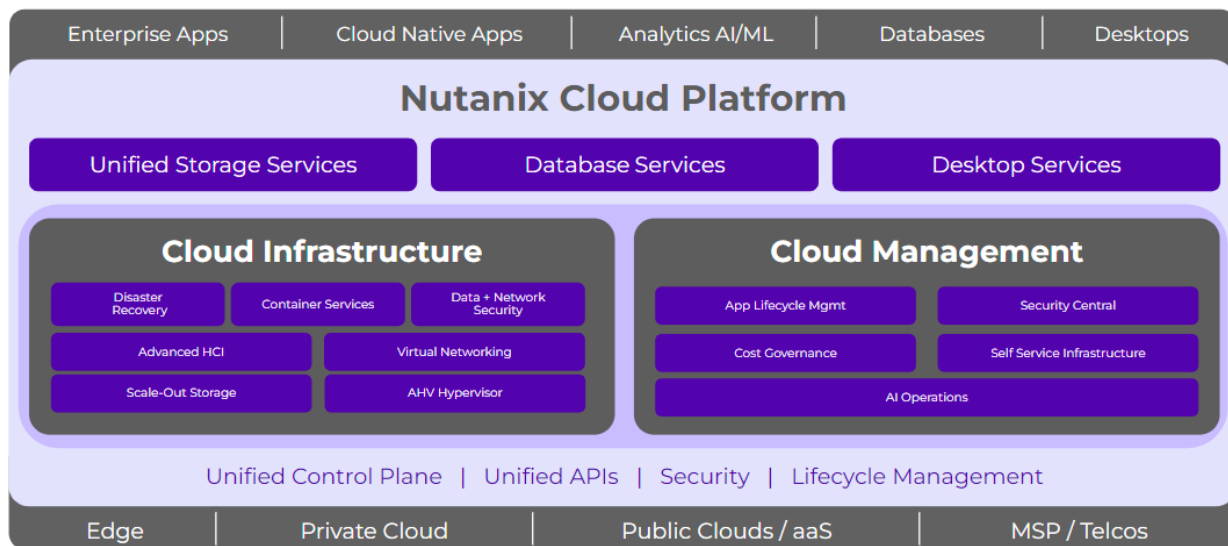 Enterprise Apps | Cloud Native Apps | Analytics AI/ML | Databases | Desktops
Nutanix Cloud Platform
Unified Storage Services
Database Services
Desktop Services
Cloud Infrastructure
Disaster
Recovery
Container Services
Data + Network
Security
Advanced HCI
Virtual Networking
Scale-Out Storage
AHV Hypervisor
Cloud Management
App Lifecycle Mgmt
Security Central
Cost Governance
Self Service Infrastructure
AI Operations
Unified Control Plane | Unified APIs | Security | Lifecycle Management
Edge | Private Cloud | Public Clouds / aaS | MSP / Telcos